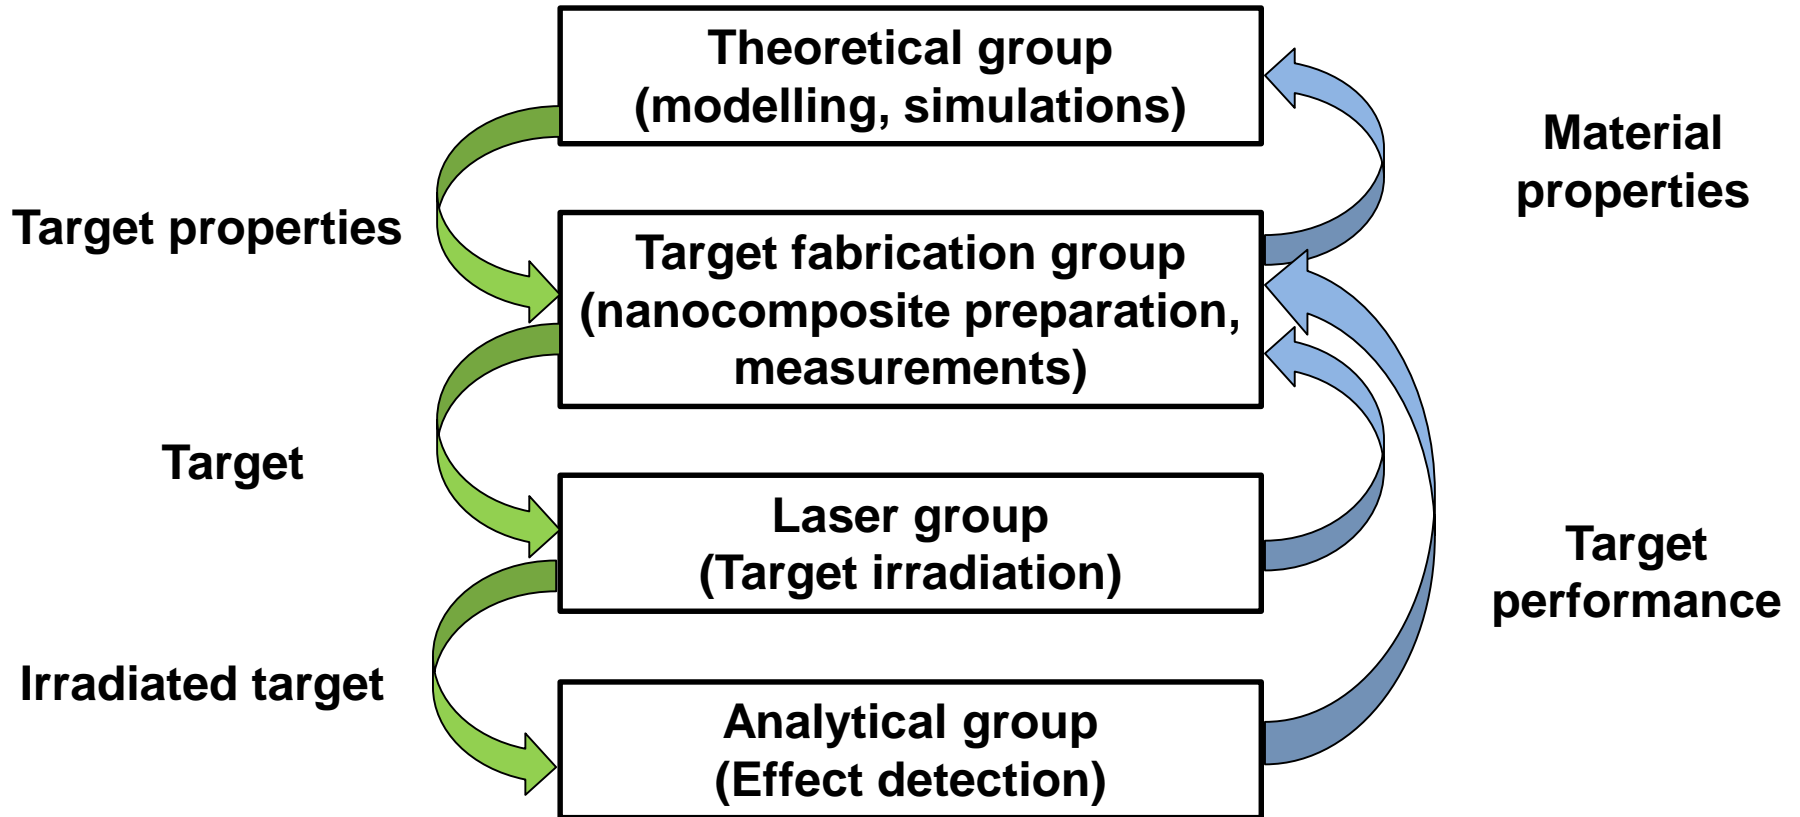 Theoretical group
(modelling, simulations)
Material
properties
Target properties
Target fabrication group
(nanocomposite preparation,
measurements)
Target
Laser group
(Target irradiation)
Target
performance
Irradiated target
Analytical group
(Effect detection)